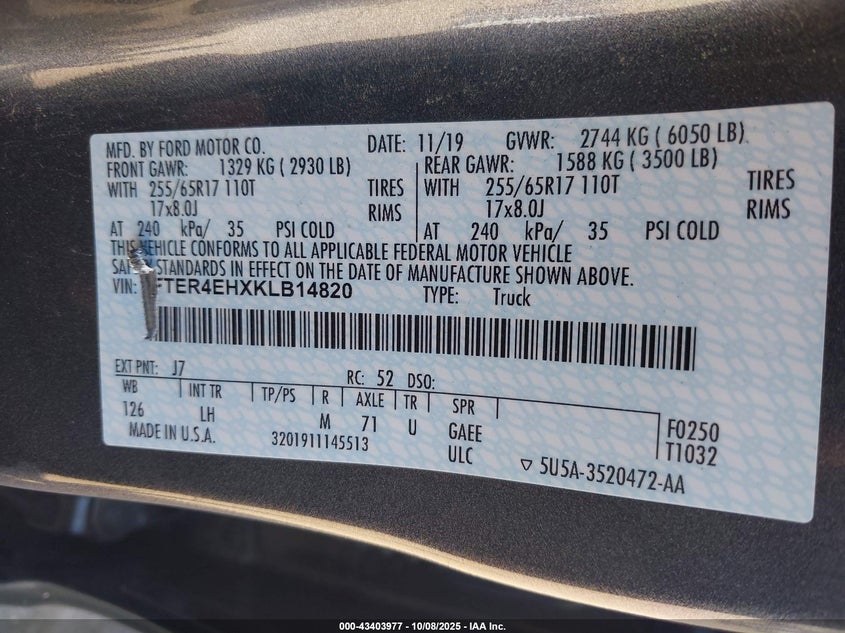 MFD. BY FORD MOTOR CO. DATE: 11/19 GVWR: 2744 KG ( 6050 LB)
FRONT GAWR: 1329 KG ( 2930 LB) REAR GAWR: 1588 KG ( 3500 LB)
WITH 255/65R17 110T TIRES WITH 255/65R17 110T TIRES
17x8.0J RIMS 17x8.0J RIMS
AT 240 kPa/ 35 PSI COLD AT 240 kPa/ 35 PSI COLD
THIS VEHICLE CONFORMS TO ALL APPLICABLE FEDERAL MOTOR VEHICLE
STANDARDS IN EFFECT ON THE DATE OF MANUFACTURE SHOWN ABOVE.
VIN: FTER4EHXKLB14820 TYPE: Truck
EXT PNT: J7 RC: 52 DSO:
WB INT TR TP/PS R AXLE TR SPR
126 LH M 71 U GAEE F0250
MADE IN U.S.A. 3201911145513 ULC T1032
▽ 5U5A-3520472-AA
000-43403977 - 10/08/2025 - IAA Inc.